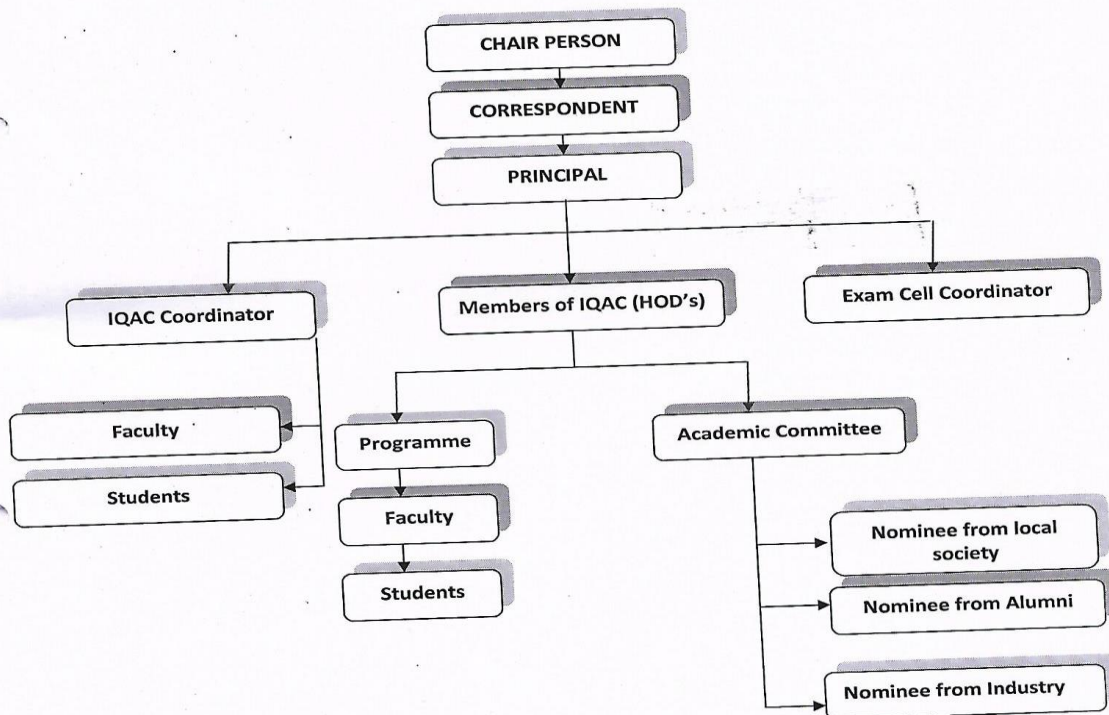 CHAIR PERSON
CORRESPONDENT
PRINCIPAL
IQAC Coordinator
Members of IQAC (HOD's)
Exam Cell Coordinator
Faculty
Students
Programme
Faculty
Students
Academic Committee
Nominee from local
society
Nominee from Alumni
Nominee from Industry